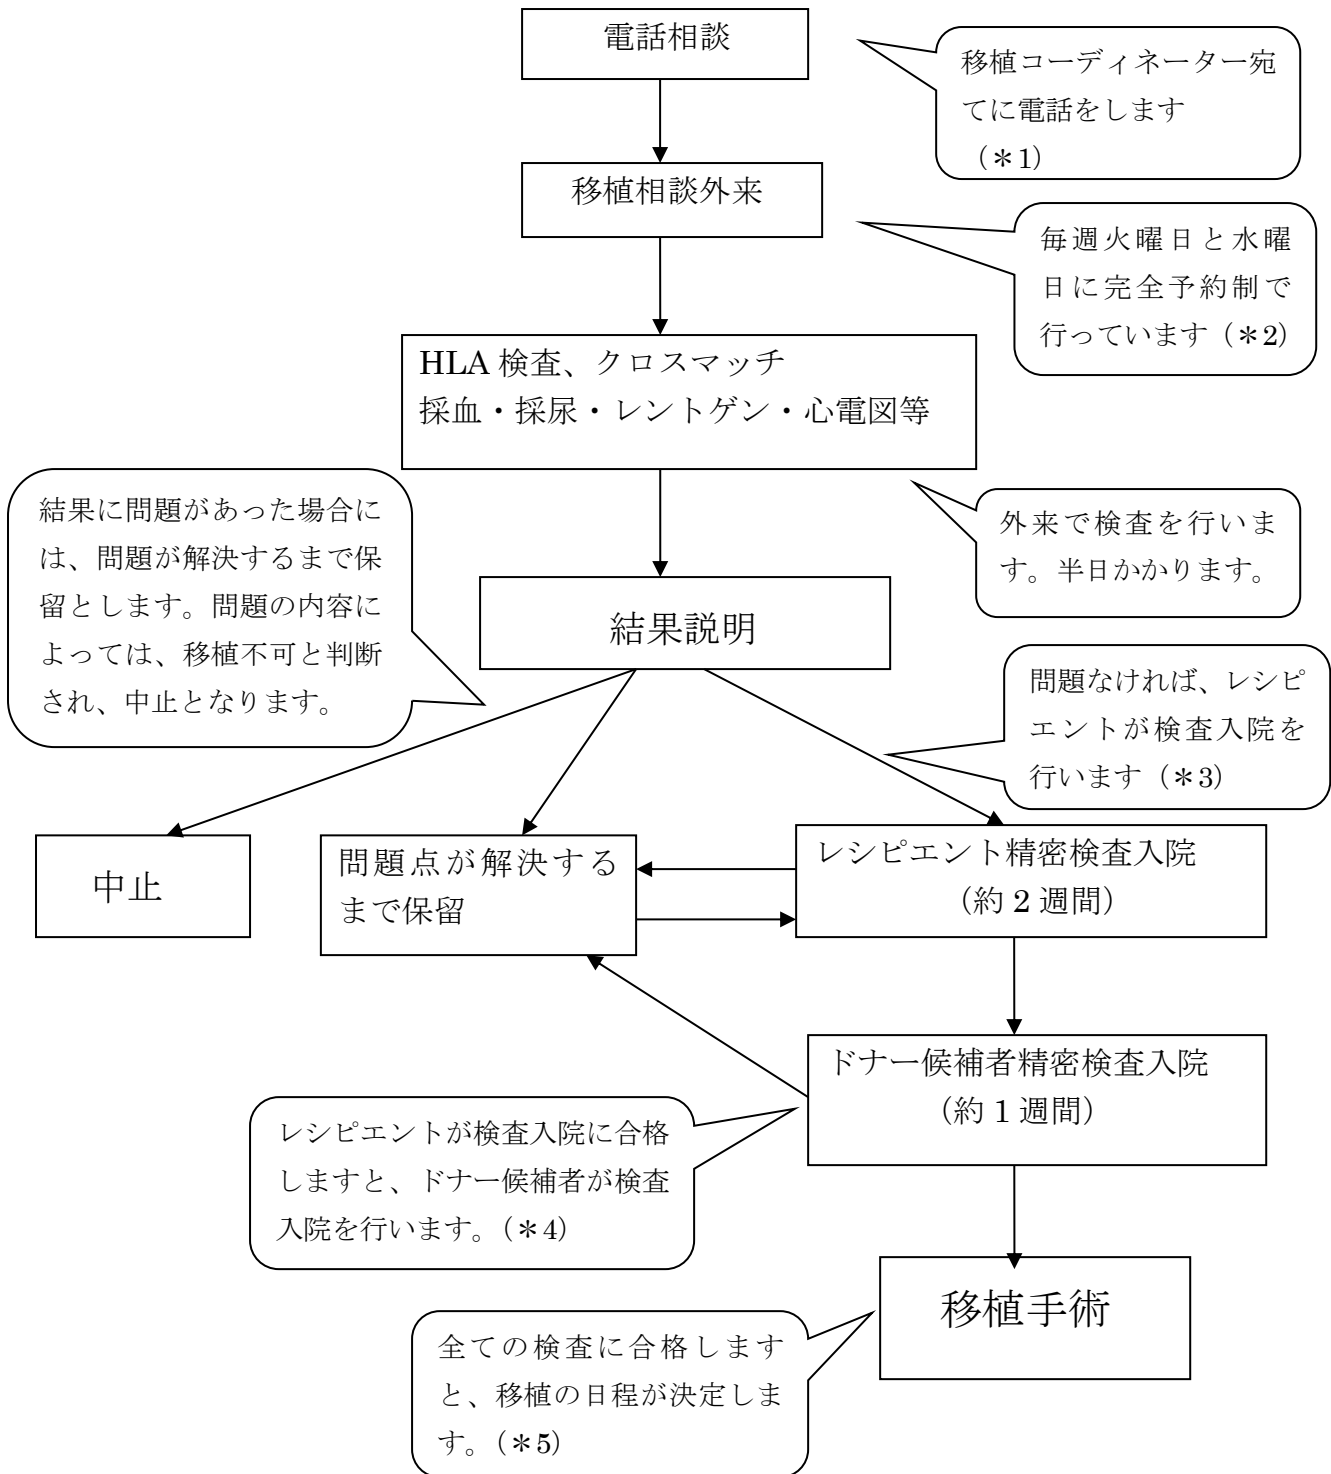 電話相談
移植コーディネーター宛
てに電話をします
（＊1）
移植相談外来
毎週火曜日と水曜
日に完全予約制で
行っています（＊2）
HLA 検査、クロスマッチ
採血・採尿・レントゲン・心電図等
結果に問題があった場合に
は、問題が解決するまで保
留とします。問題の内容に
よっては、移植不可と判断
され、中止となります。
外来で検査を行いま
す。半日かかります。
結果説明
問題なければ、レシピ
エントが検査入院を
行います（＊3）
中止
問題点が解決する
まで保留
レシピエント精密検査入院
（約 2 週間）
ドナー候補者精密検査入院
（約 1 週間）
レシピエントが検査入院に合格
しますと、ドナー候補者が検査
入院を行います。（＊4）
移植手術
全ての検査に合格します
と、移植の日程が決定しま
す。（＊5）